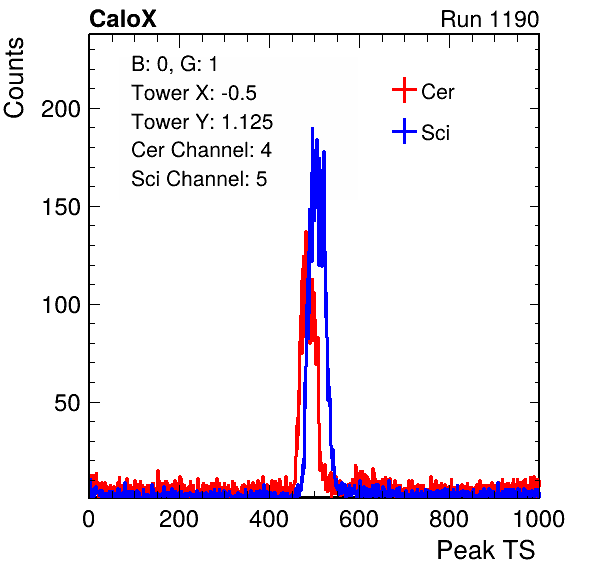 CaloX Run 1190
Counts
B: 0, G: 1
Tower X: -0.5
Tower Y: 1.125
Cer Channel: 4
Sci Channel: 5
Cer
Sci
200
150
100
50
0 200 400 600 800 1000
Peak TS